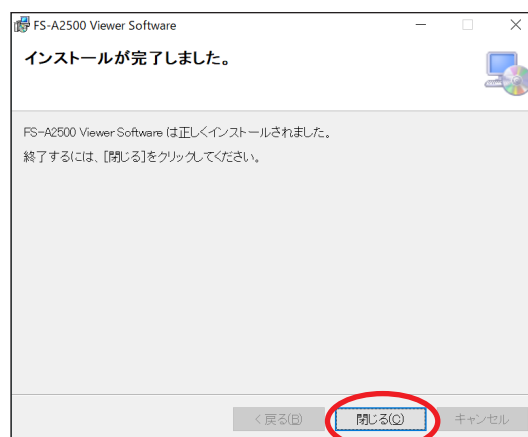 FS-A2500 Viewer Software
インストールが完了しました。
FS-A2500 Viewer Software は正しくインストールされました。
終了するには、[閉じる]をクリックしてください。
< 戻る(B) 閉じる(C) キャンセル